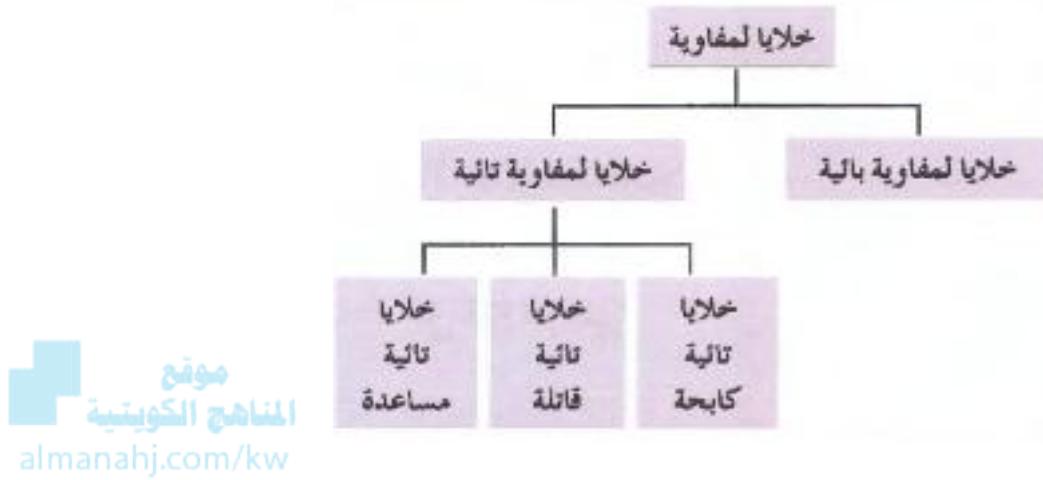 خلايا لمفاوية
خلايا لمفاوية بائية
خلايا لمفاوية تائية
خلايا
تائية
كابحة
خلايا
تائية
قاتلة
خلايا
تائية
مساعدة
موقع
المناهج الكويتية
almanahj.com/kw